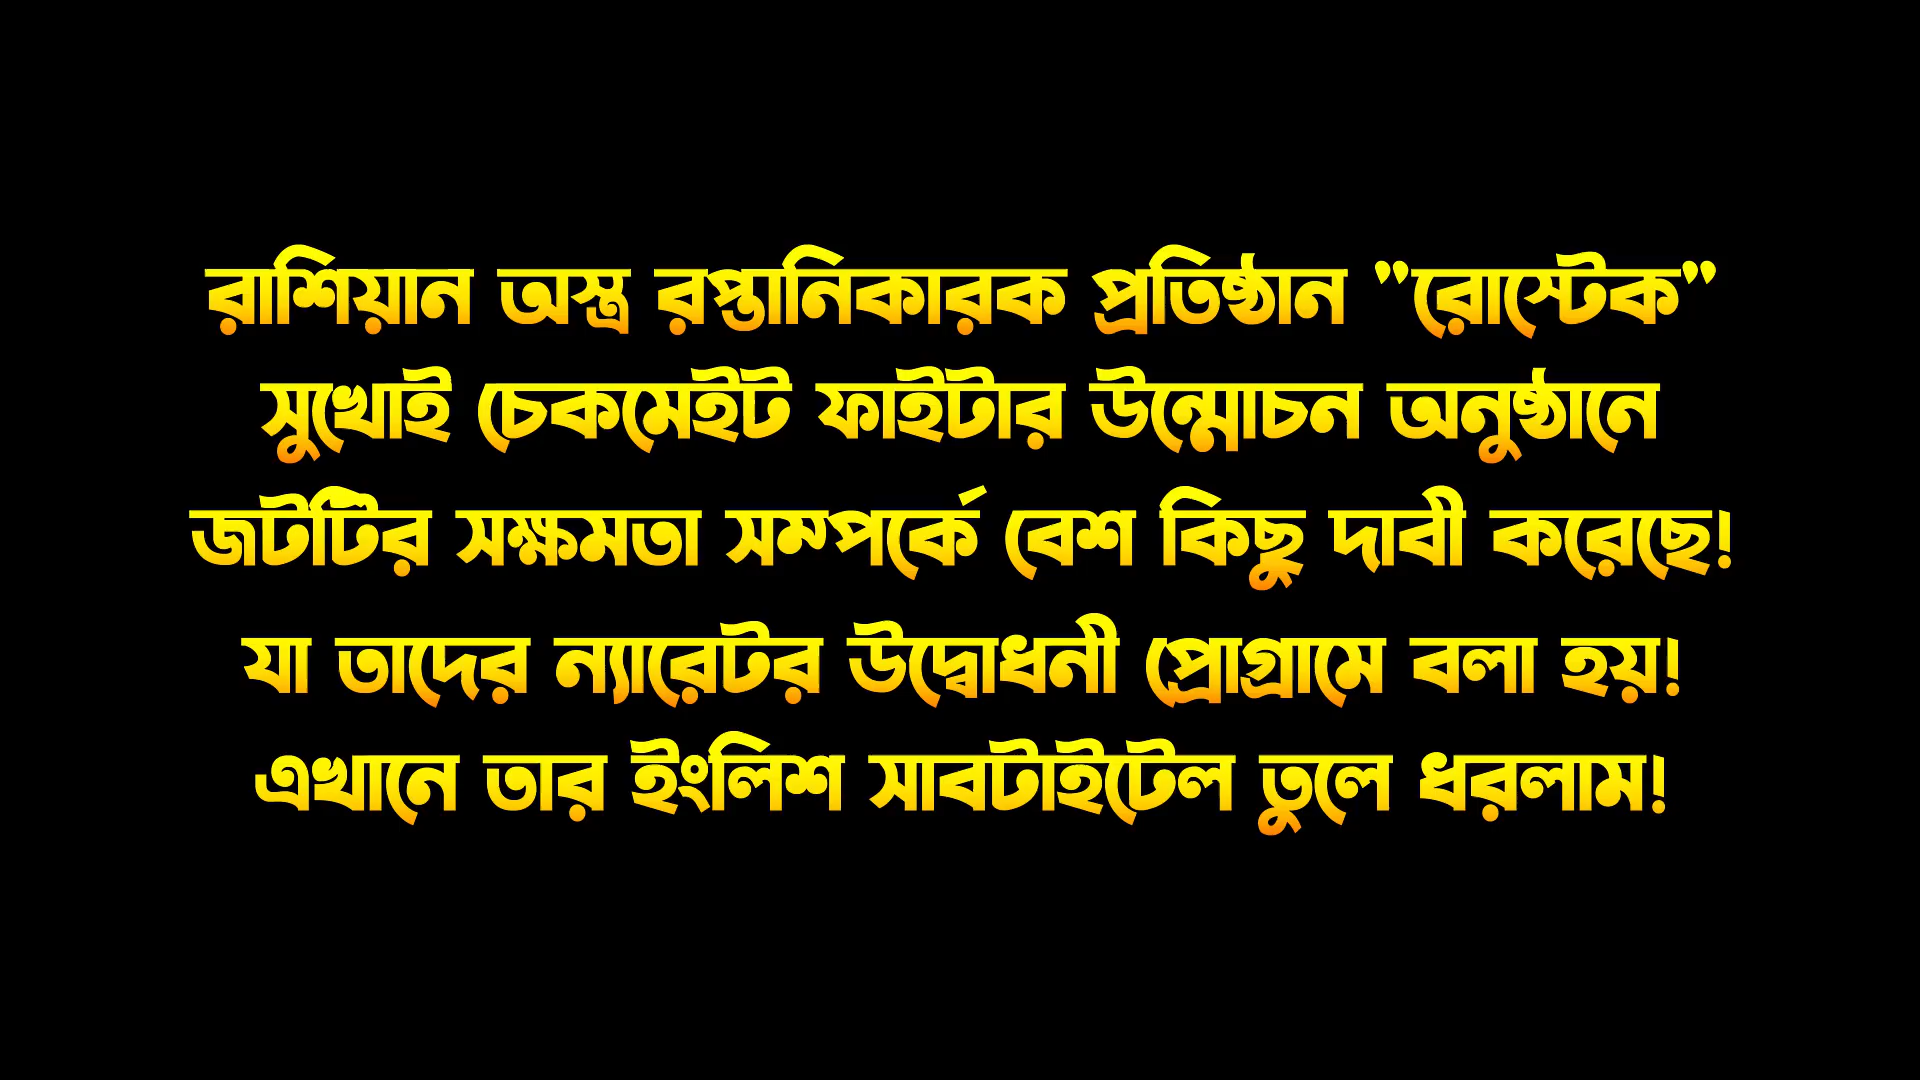 রাশিয়ান অস্ত্র রপ্তানিকারক প্রতিষ্ঠান "রোস্টেক"
সুখোই চেকমেইট ফাইটার উন্মোচন অনুষ্ঠানে
জটটির সক্ষমতা সম্পর্কে বেশ কিছু দাবী করেছে!
যা তাদের ন্যারেটর উদ্বোধনী প্রোগ্রামে বলা হয়!
এখানে তার ইংলিশ সাবটাইটেল তুলে ধরলাম!